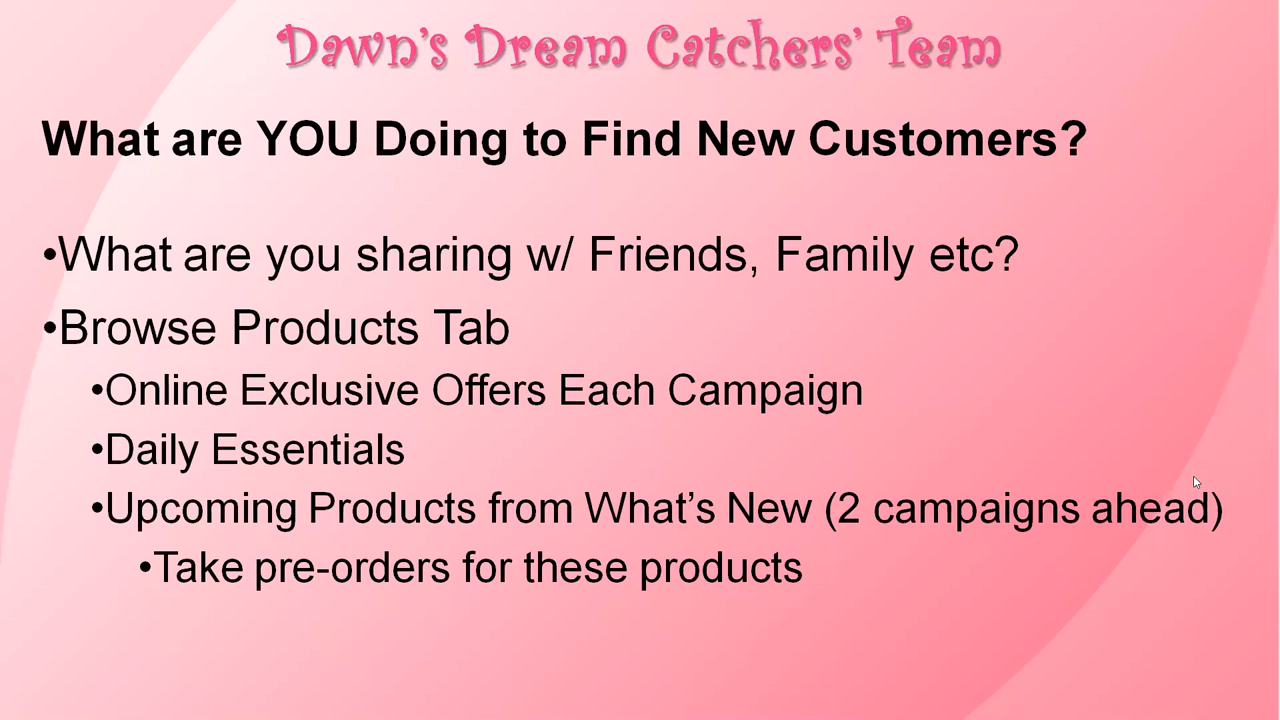 Dawn's Dream Catchers' Team
What are YOU Doing to Find New Customers?
•What are you sharing w/ Friends, Family etc?
•Browse Products Tab
•Online Exclusive Offers Each Campaign
•Daily Essentials
•Upcoming Products from What's New (2 campaigns ahead)
•Take pre-orders for these products